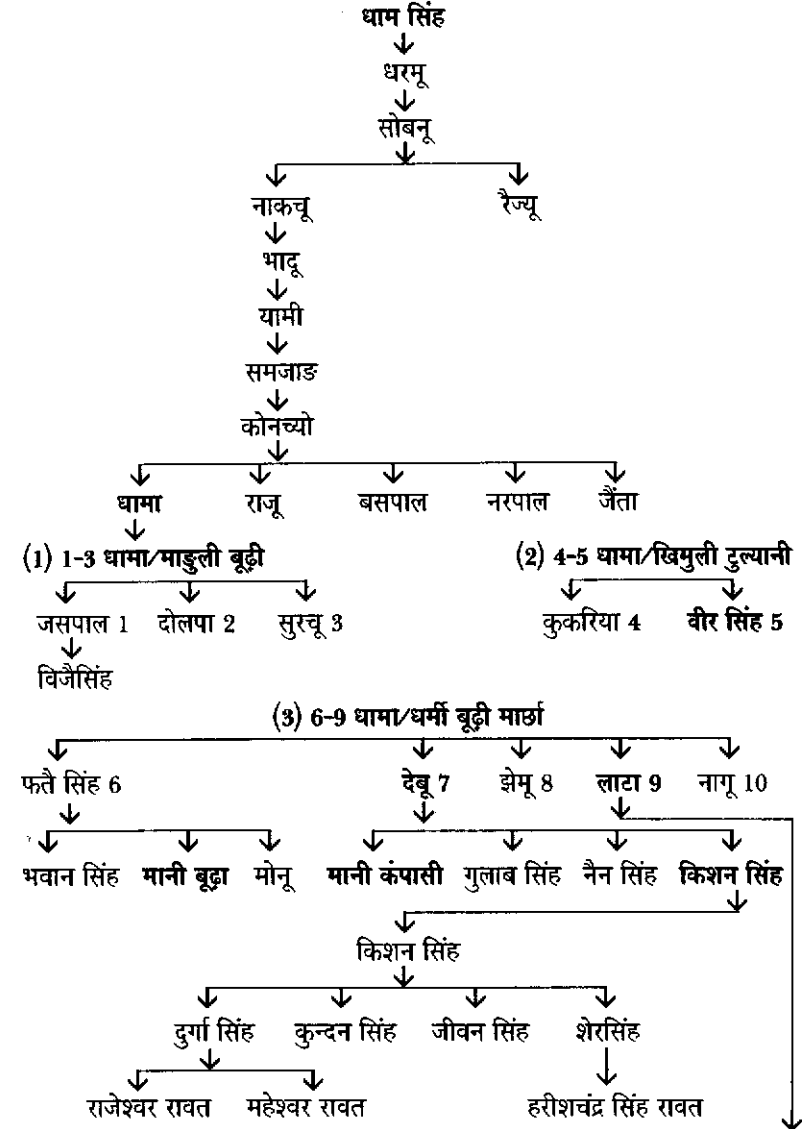 धाम सिंह
धरमू
सोबनू
नाकचू रैज्यू
भादू
यामी
समजाङ
कोनच्यो
धामा राजू बसपाल नरपाल जैंता
(1) 1-3 धामा/माङुली बूढ़ी (2) 4-5 धामा/खिमुली टुल्यानी
जसपाल 1 दोलपा 2 सुरचू 3 कुकरिया 4 वीर सिंह 5
विजैसिंह
(3) 6-9 धामा/धर्मी बूढ़ी मार्छा
फतै सिंह 6 देबू 7 झेमू 8 लाटा 9 नागू 10
भवान सिंह मानी बूढ़ा मोनू मानी कंपासी गुलाब सिंह नैन सिंह किशन सिंह
किशन सिंह
दुर्गा सिंह कुन्दन सिंह जीवन सिंह शेरसिंह
राजेश्वर रावत महेश्वर रावत हरीशचंद्र सिंह रावत